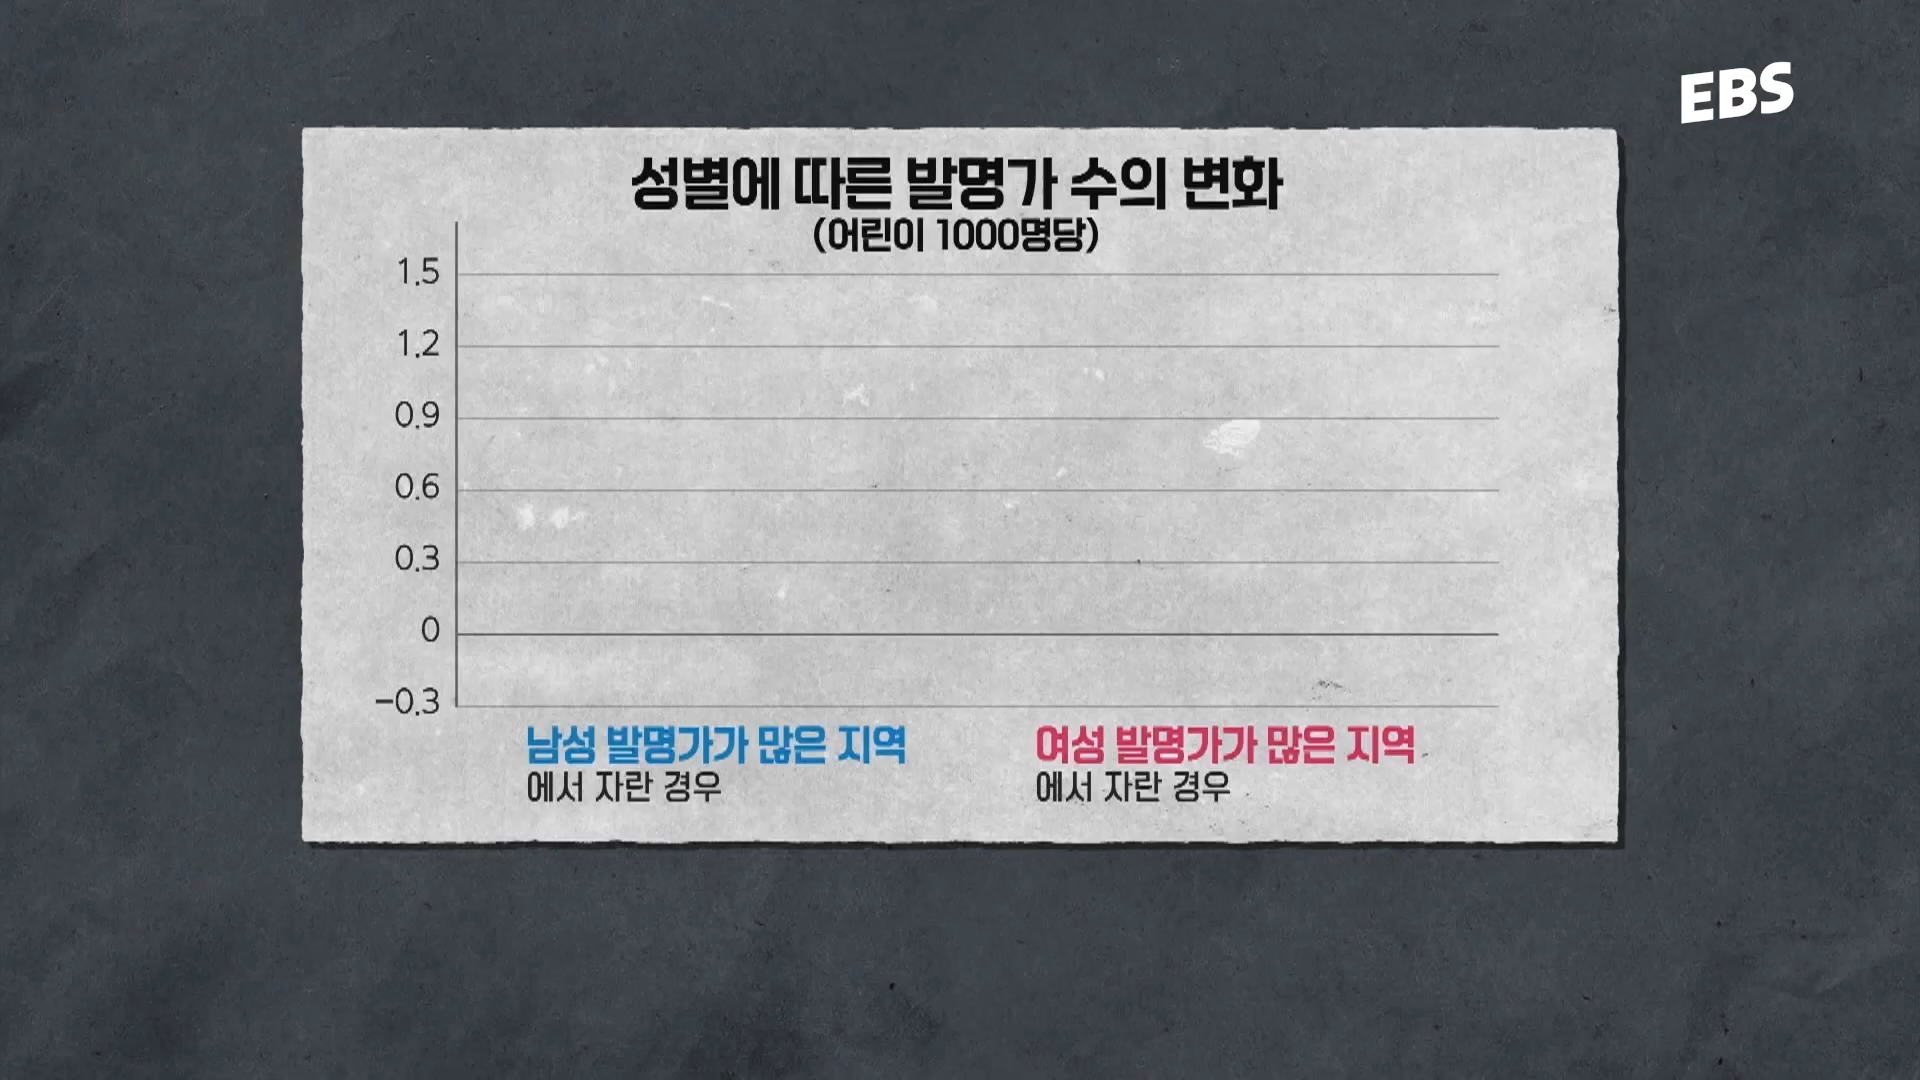 EBS
성별에 따른 발명가 수의 변화
(어린이 1000명당)
1.5
1.2
0.9
0.6
0.3
0
-0.3
남성 발명가가 많은 지역
에서 자란 경우
여성 발명가가 많은 지역
에서 자란 경우